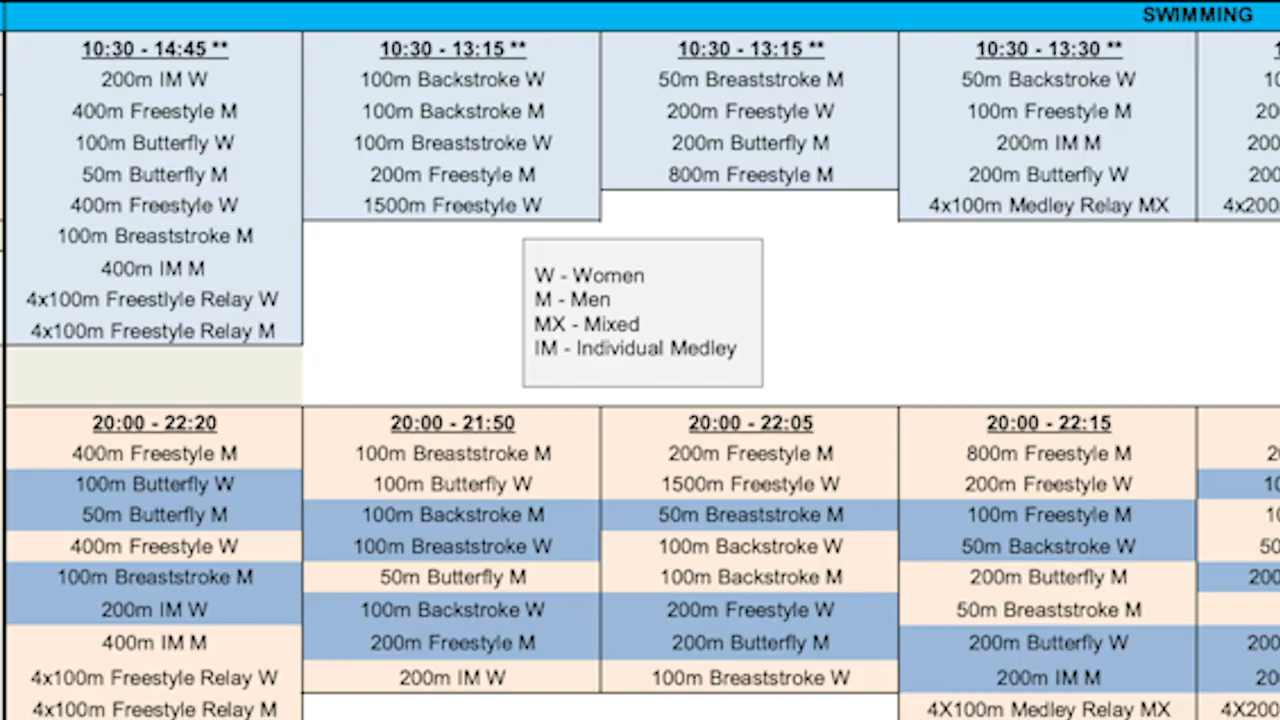 SWIMMING
10:30 - 14:45 **
200m IM W
400m Freestyle M
100m Butterfly W
50m Butterfly M
400m Freestyle W
100m Breaststroke M
400m IM M
4x100m Freestlyle Relay W
4x100m Freestyle Relay M
10:30 - 13:15 **
100m Backstroke W
100m Backstroke M
100m Breaststroke W
200m Freestyle M
1500m Freestyle W
10:30 - 13:15 **
50m Breaststroke M
200m Freestyle W
200m Butterfly M
800m Freestyle M
10:30 - 13:30 **
50m Backstroke W
100m Freestyle M
200m IM M
200m Butterfly W
4x100m Medley Relay MX
4x200
W - Women
M - Men
MX - Mixed
IM - Individual Medley
20:00 - 22:20
400m Freestyle M
100m Butterfly W
50m Butterfly M
400m Freestyle W
100m Breaststroke M
200m IM W
400m IM M
4x100m Freestyle Relay W
4x100m Freestyle Relay M
20:00 - 21:50
100m Breaststroke M
100m Butterfly W
100m Backstroke M
100m Breaststroke W
50m Butterfly M
100m Backstroke W
200m Freestyle M
200m IM W
20:00 - 22:05
200m Freestyle M
1500m Freestyle W
50m Breaststroke M
100m Backstroke W
100m Backstroke M
200m Freestyle W
200m Butterfly M
100m Breaststroke W
20:00 - 22:15
800m Freestyle M
200m Freestyle W
100m Freestyle M
50m Backstroke W
200m Butterfly M
50m Breaststroke M
200m Butterfly W
200m IM M
4X100m Medley Relay MX
4X200